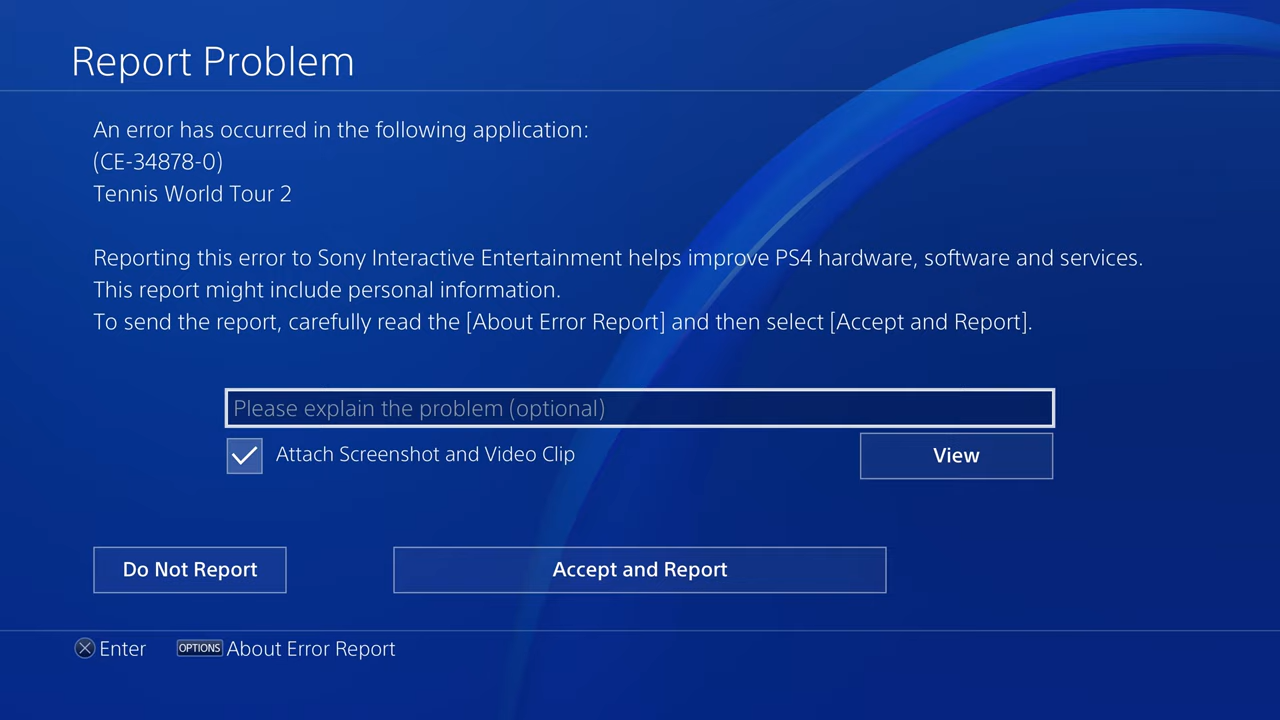 Report Problem
An error has occurred in the following application:
(CE-34878-0)
Tennis World Tour 2
Reporting this error to Sony Interactive Entertainment helps improve PS4 hardware, software and services.
This report might include personal information.
To send the report, carefully read the [About Error Report] and then select [Accept and Report].
Please explain the problem (optional)
Attach Screenshot and Video Clip
View
Do Not Report
Accept and Report
Enter
OPTIONS About Error Report